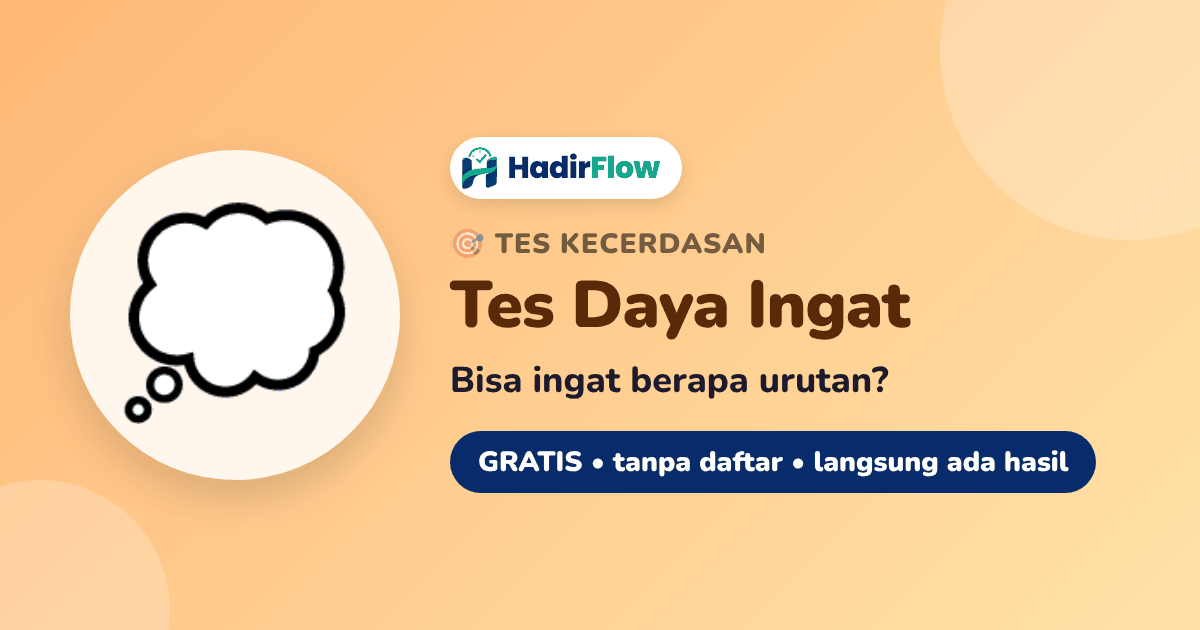 HadirFlow
TES KECERDASAN
Tes Daya Ingat
Bisa ingat berapa urutan?
GRATIS • tanpa daftar • langsung ada hasil